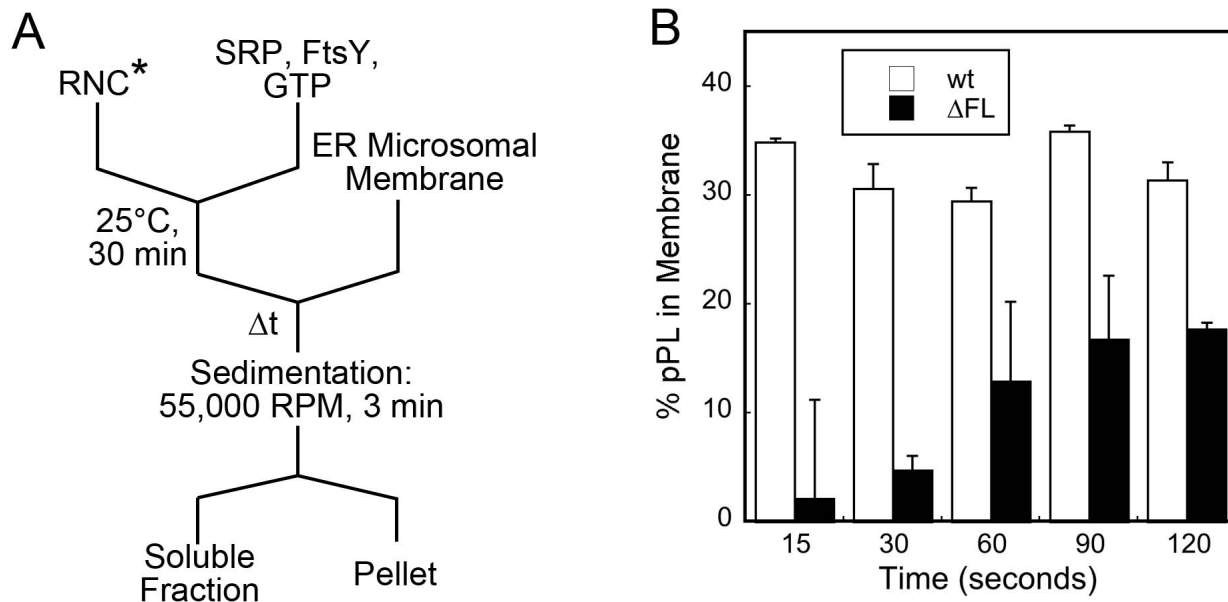 A
RNC*
SRP, FtsY,
GTP
ER Microsomal
Membrane
25°C,
30 min
Δt
Sedimentation:
55,000 RPM, 3 min
Soluble
Fraction
Pellet
B
wt
ΔFL
% pPL in Membrane
40
30
20
10
0
15 30 60 90 120
Time (seconds)